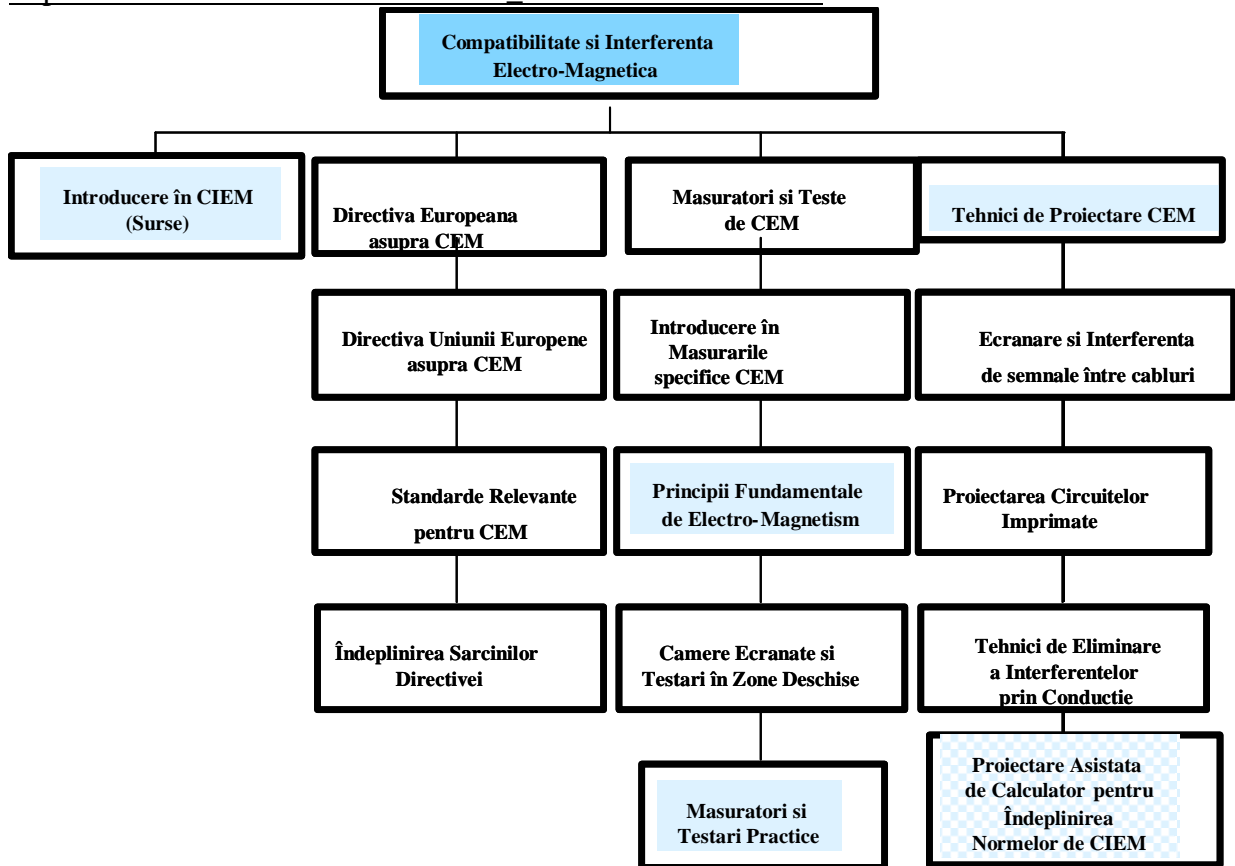 Compatibilitate si Interferenta
Electro-Magnetica
Introducere în CIEM
(Surse)
Directiva Europeana
asupra CEM
Masuratori si Teste
de CEM
Tehnici de Proiectare CEM
Directiva Uniunii Europene
asupra CEM
Introducere în
Masurarile
specifice CEM
Ecranare si Interferenta
de semnale între cabluri
Standarde Relevante
pentru CEM
Principii Fundamentale
de Electro-Magnetism
Proiectarea Circuitelor
Imprimate
Îndeplinirea Sarcinilor
Directivei
Camere Ecranate si
Testari în Zone Deschise
Tehnici de Eliminare
a Interferentelor
prin Conductie
Masuratori si
Testari Practice
Proiectare Asistata
de Calculator pentru
Îndeplinirea
Normelor de CIEM